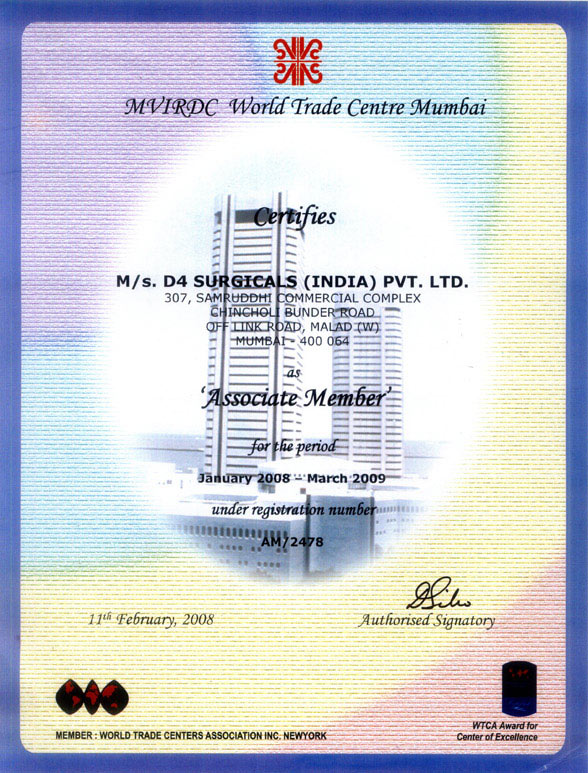 MVIRDC World Trade Centre Mumbai
Certifies
M/s. D4 SURGICALS (INDIA) PVT. LTD.
307, SAMRUDDHI COMMERCIAL COMPLEX
CHINCHOLI BUNDER ROAD
OFF LINK ROAD, MALAD (W)
MUMBAI - 400 064
as
'Associate Member'
for the period
January 2008 – March 2009
under registration number
AM/2478
11th February, 2008
Authorised Signatory
MEMBER : WORLD TRADE CENTERS ASSOCIATION INC. NEWYORK
WTCA Award for
Center of Excellence